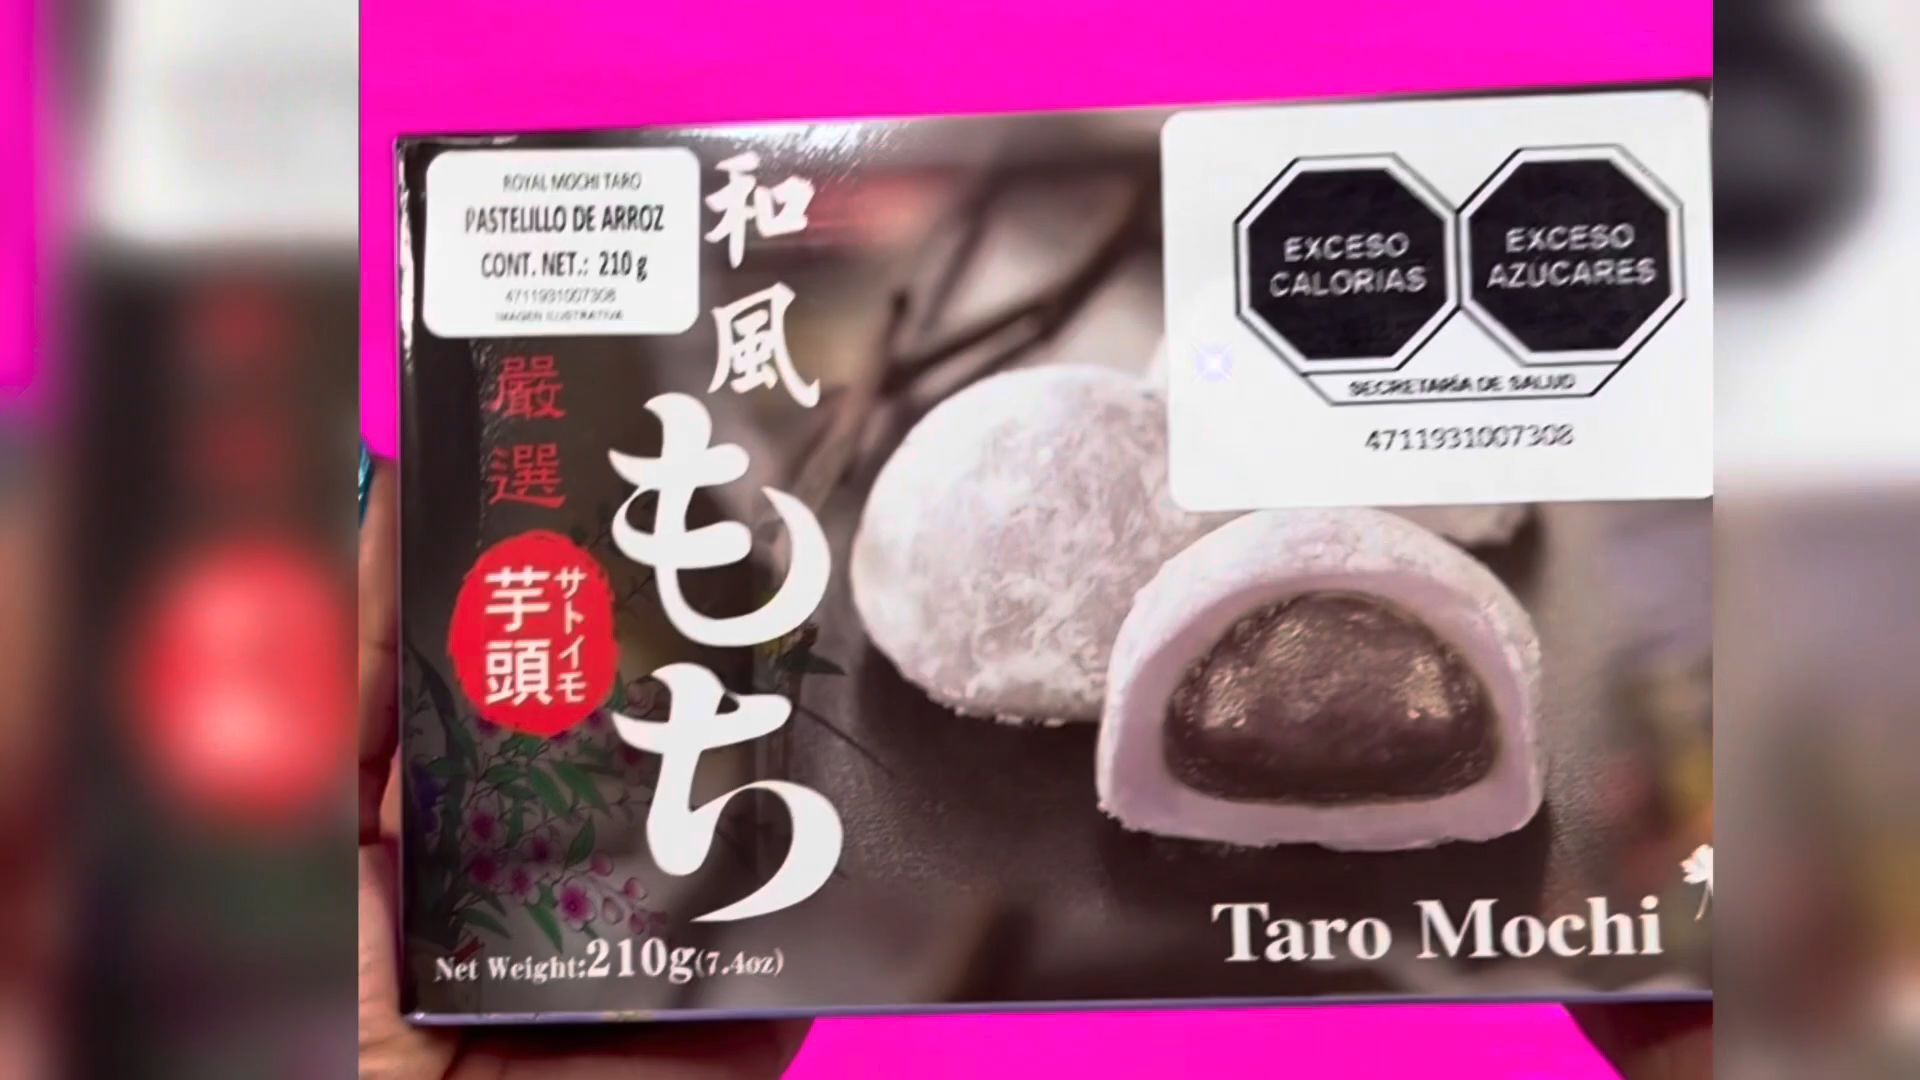 ROYAL MOCHI TARO
PASTELILLO DE ARROZ
CONT. NET.: 210 g
4711931007308
IMAGEN ILUSTRATIVA
和風
もち
嚴選
芋頭
サトイモ
EXCESO
CALORÍAS
EXCESO
AZÚCARES
SECRETARÍA DE SALUD
4711931007308
Taro Mochi
Net Weight:210g(7.4oz)